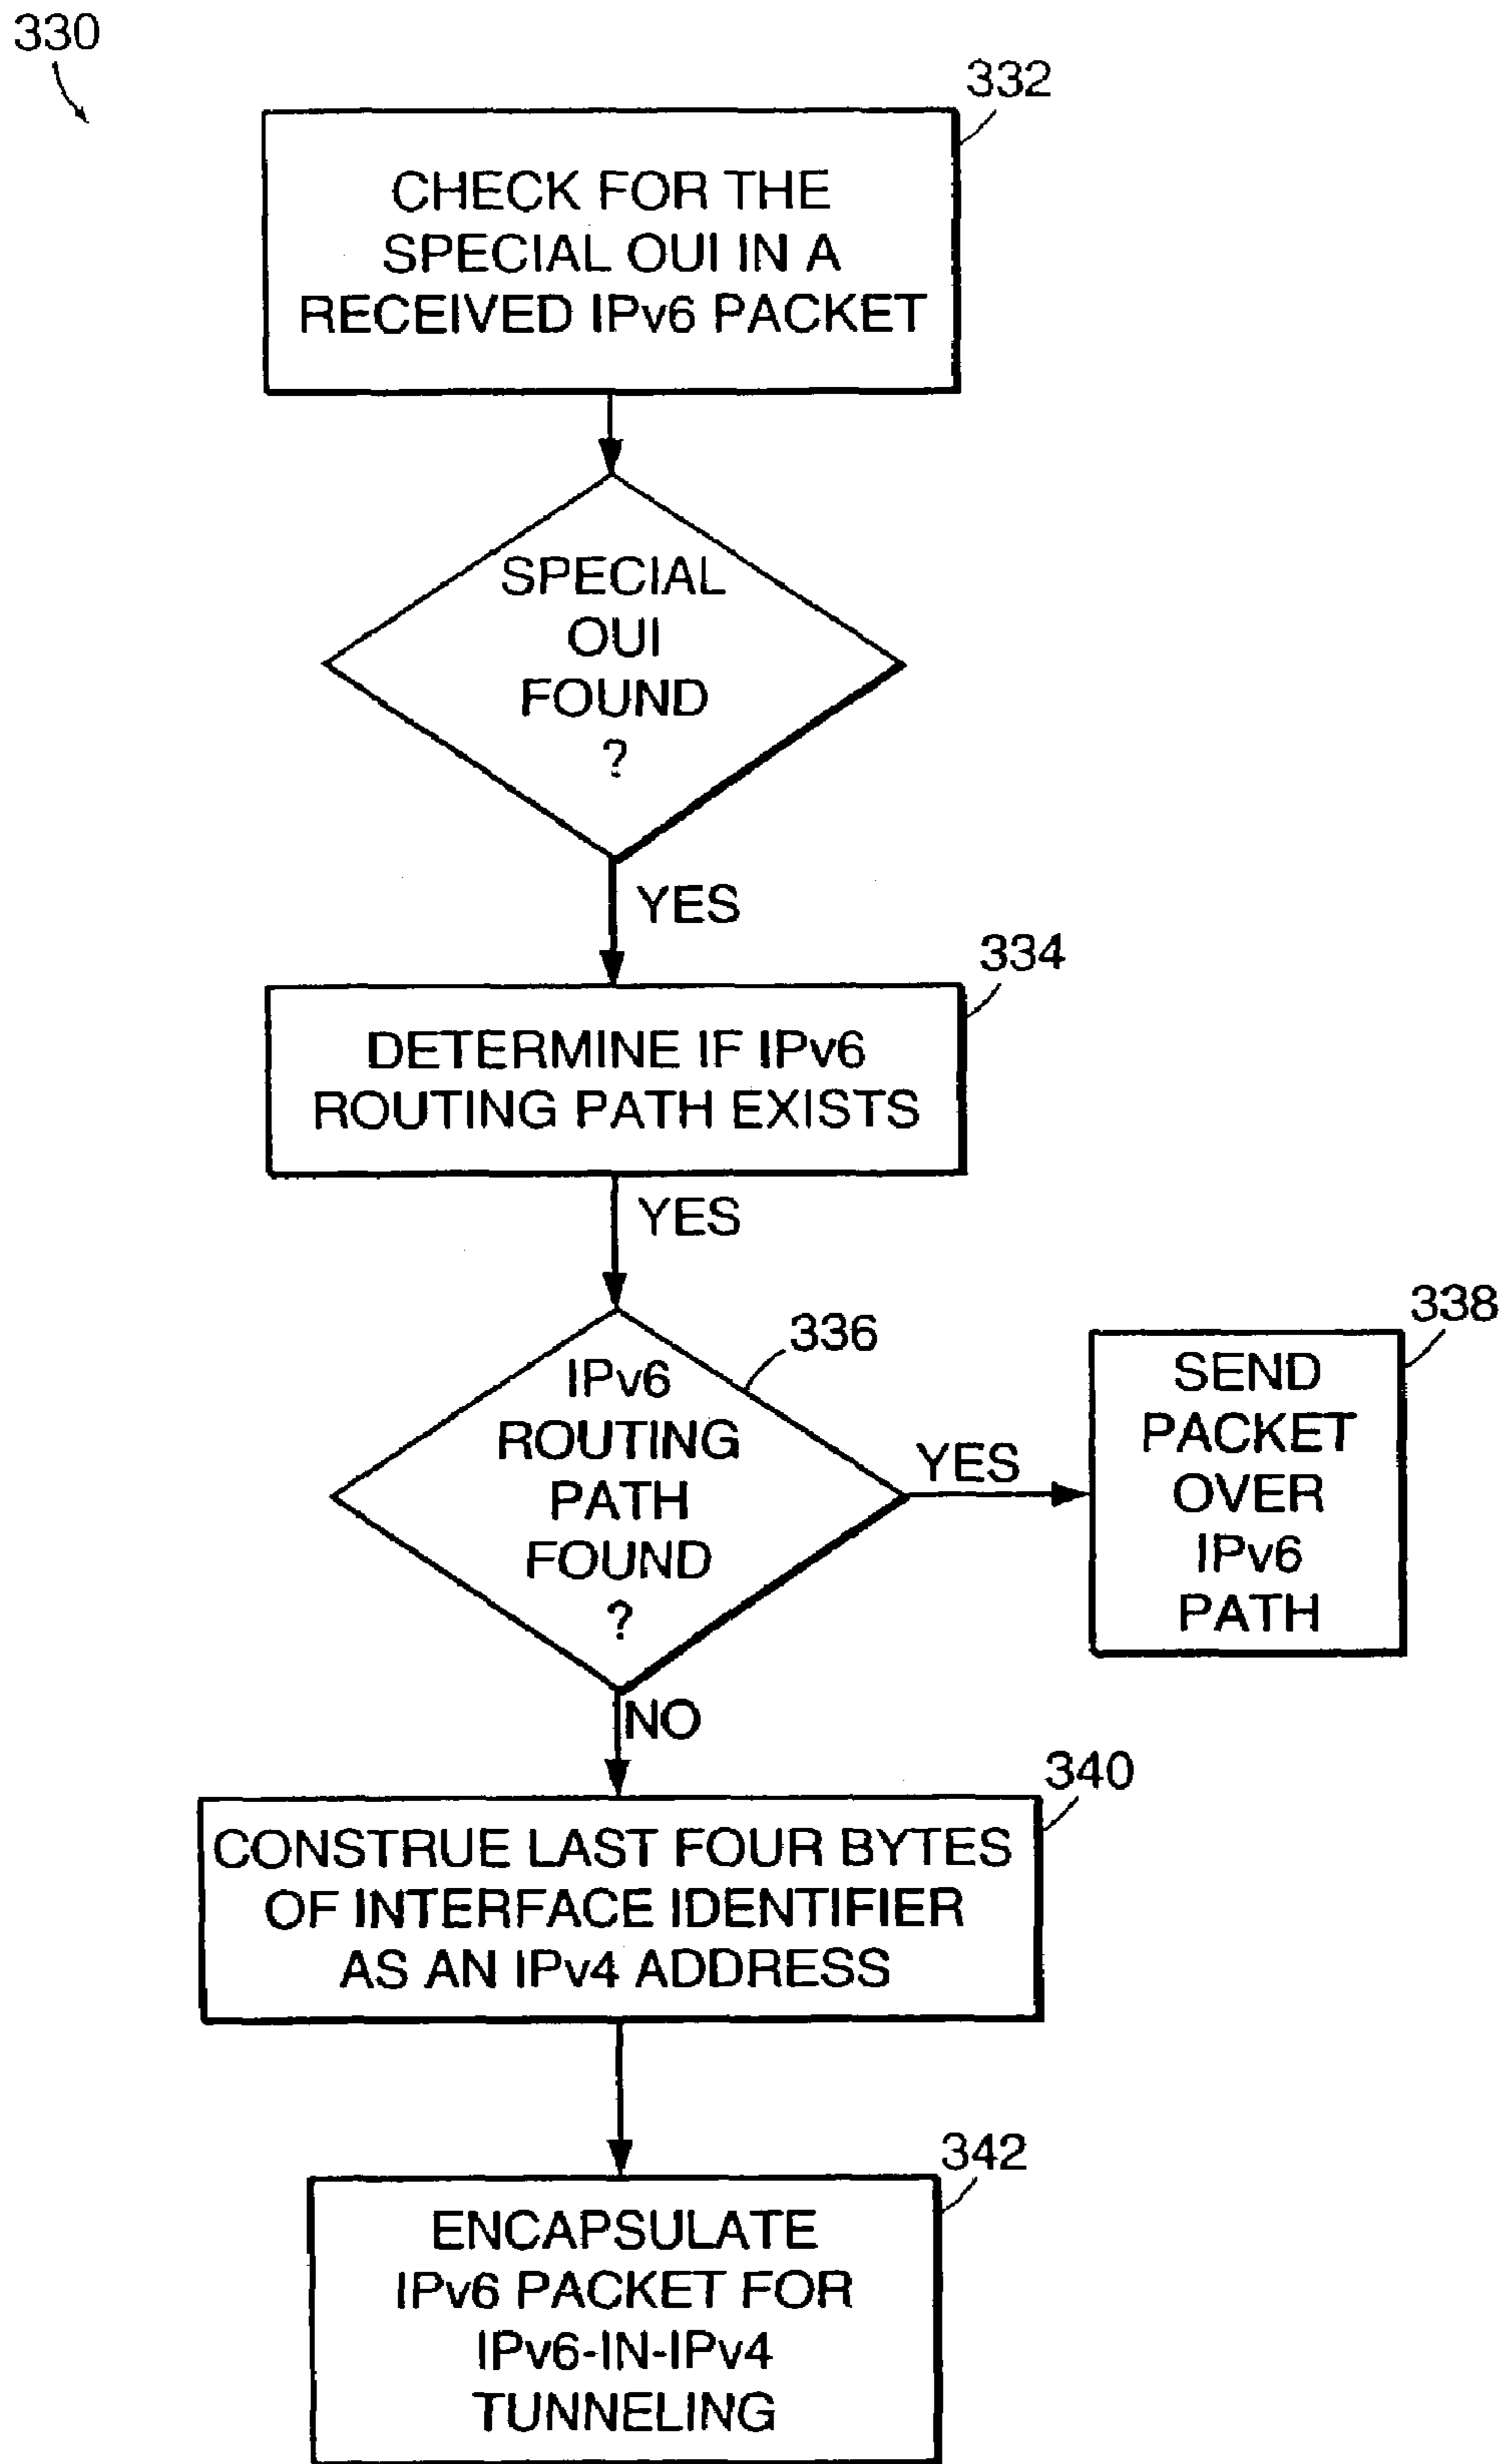 330
332
CHECK FOR THE
SPECIAL OUI IN A
RECEIVED IPv6 PACKET
SPECIAL
OUI
FOUND
?
YES
334
DETERMINE IF IPv6
ROUTING PATH EXISTS
YES
336
IPv6
ROUTING
PATH
FOUND
?
YES
338
SEND
PACKET
OVER
IPv6
PATH
NO
340
CONSTRUE LAST FOUR BYTES
OF INTERFACE IDENTIFIER
AS AN IPv4 ADDRESS
342
ENCAPSULATE
IPv6 PACKET FOR
IPv6-IN-IPv4
TUNNELING